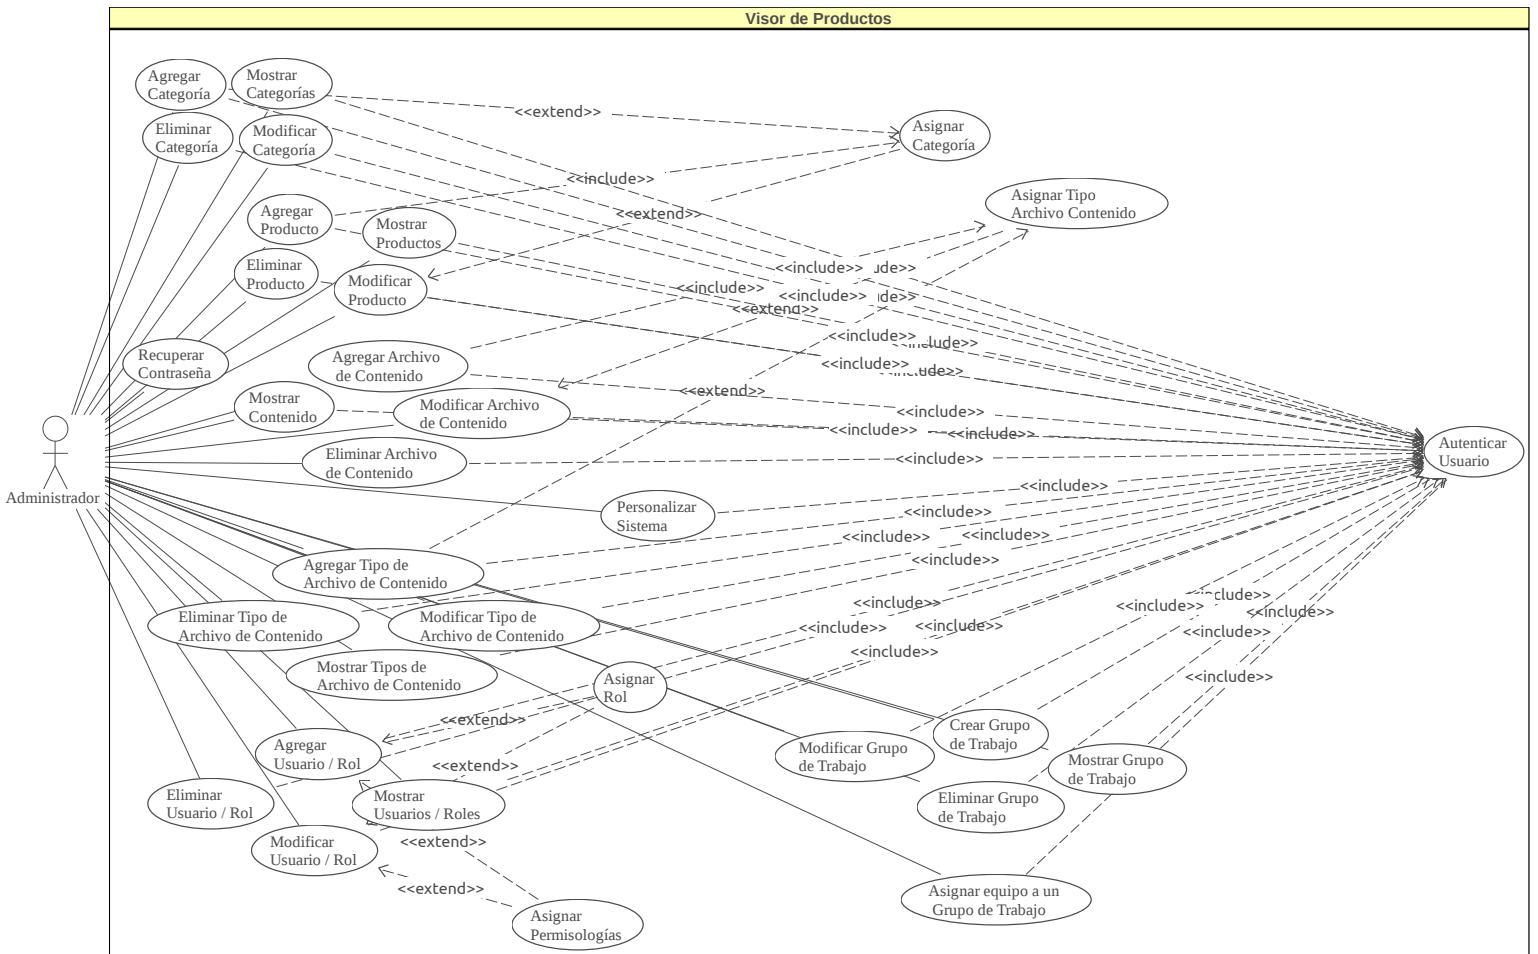 Visor de Productos
Agregar
Categoría
Mostrar
Categorías
<<extend>>
Asignar
Categoría
Eliminar
Categoría
Modificar
Categoría
<<include>>
Asignar Tipo
Archivo Contenido
Agregar
Producto
Mostrar
Productos
<<extend>>
Eliminar
Producto
Modificar
Producto
<<include>>
<<include>>
<<include>>
<<extend>>
<<include>>
<<include>>
<<include>>
<<include>>
Recuperar
Contraseña
Agregar Archivo
de Contenido
<<extend>>
Mostrar
Contenido
Modificar Archivo
de Contenido
<<include>>
<<include>>
<<include>>
Eliminar Archivo
de Contenido
<<include>>
Autenticar
Usuario
Administrador
Personalizar
Sistema
<<include>>
<<include>>
<<include>>
<<include>>
<<include>>
Agregar Tipo de
Archivo de Contenido
Eliminar Tipo de
Archivo de Contenido
Modificar Tipo de
Archivo de Contenido
<<include>>
<<include>>
<<include>>
<<include>>
<<include>>
<<include>>
<<include>>
<<include>>
<<include>>
Mostrar Tipos de
Archivo de Contenido
Asignar
Rol
<<extend>>
<<extend>>
Agregar
Usuario / Rol
Crear Grupo
de Trabajo
Modificar Grupo
de Trabajo
Mostrar Grupo
de Trabajo
Eliminar
Usuario / Rol
Mostrar
Usuarios / Roles
Eliminar Grupo
de Trabajo
Modificar
Usuario / Rol
<<extend>>
<<extend>>
Asignar
Permisologías
Asignar equipo a un
Grupo de Trabajo